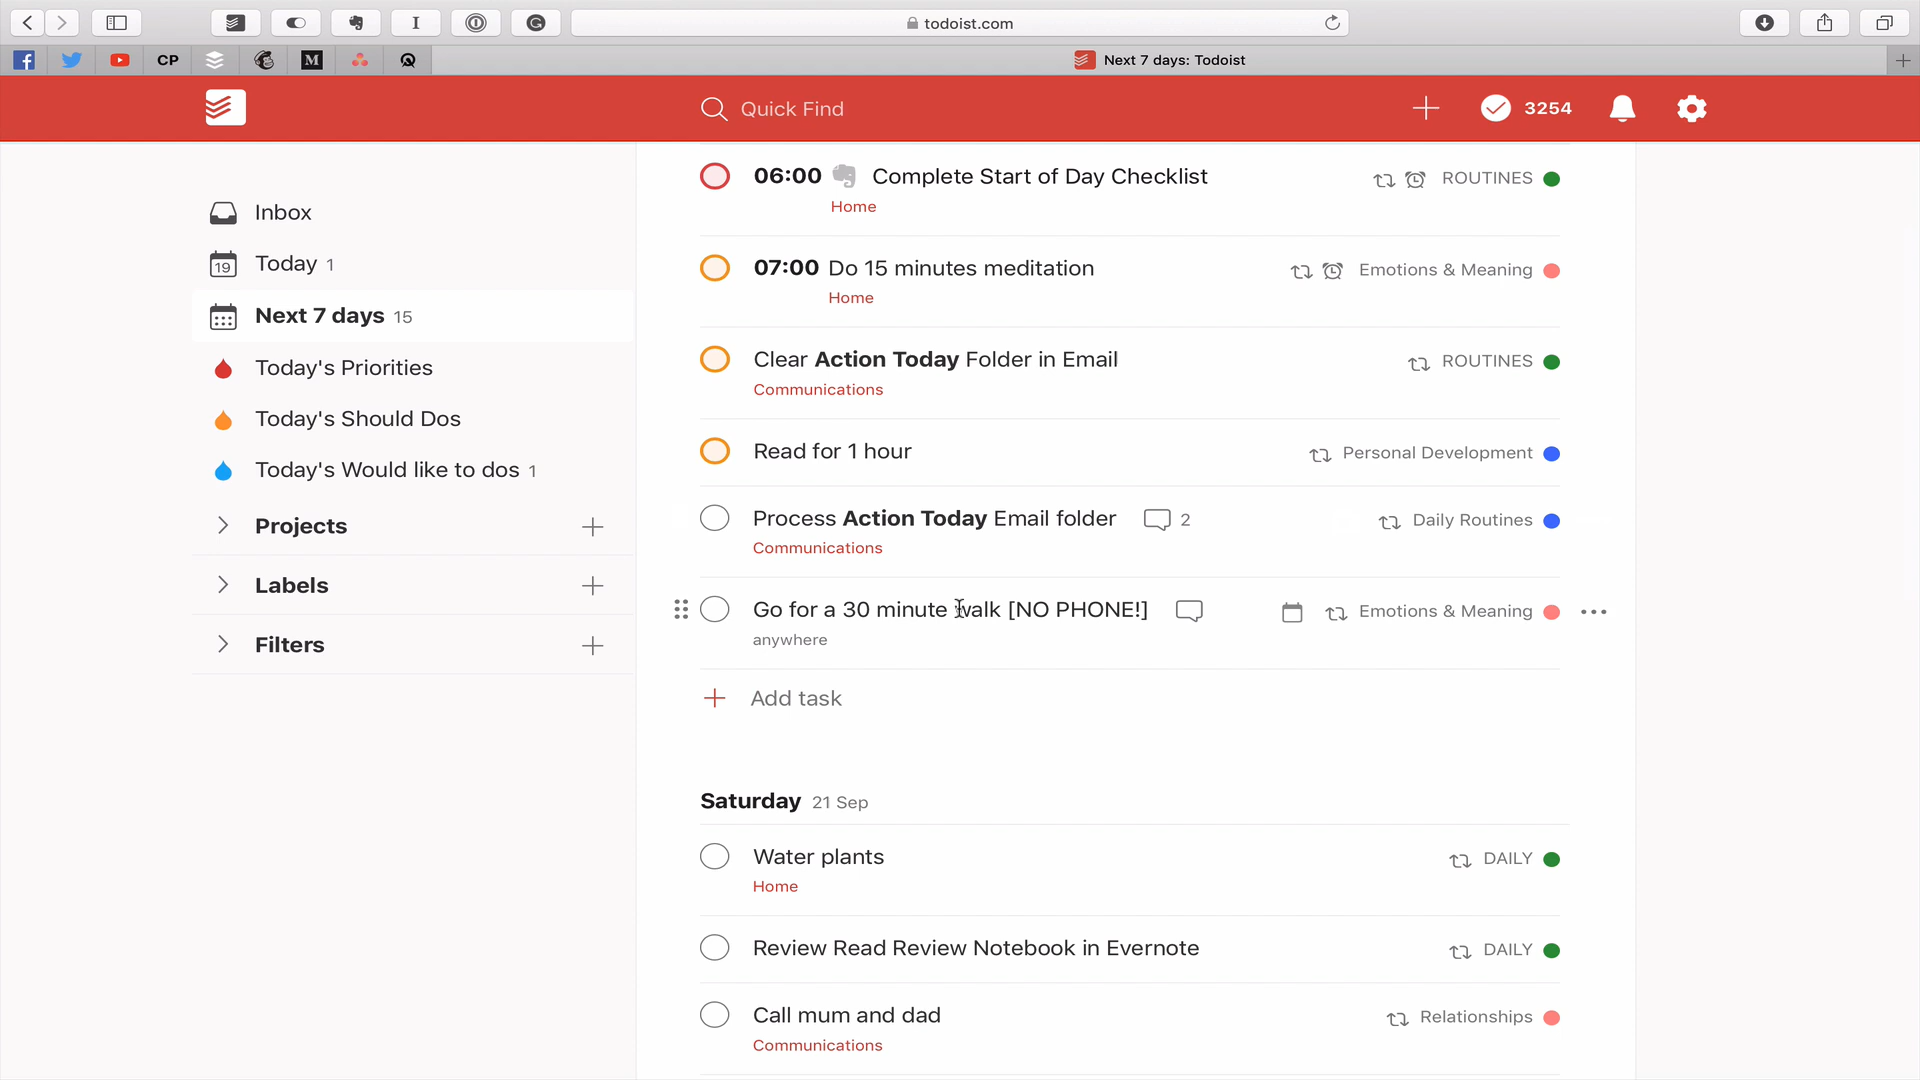 todoist.com
CP
M
Next 7 days: Todoist
Quick Find
3254
Inbox
19
Today 1
Next 7 days 15
Today's Priorities
Today's Should Dos
Today's Would like to dos 1
Projects
Labels
Filters
06:00 Complete Start of Day Checklist ROUTINES
Home
07:00 Do 15 minutes meditation Emotions & Meaning
Home
Clear Action Today Folder in Email ROUTINES
Communications
Read for 1 hour Personal Development
Process Action Today Email folder 2 Daily Routines
Communications
Go for a 30 minute walk [NO PHONE!] Emotions & Meaning
anywhere
Add task
Saturday 21 Sep
Water plants DAILY
Home
Review Read Review Notebook in Evernote DAILY
Call mum and dad Relationships
Communications